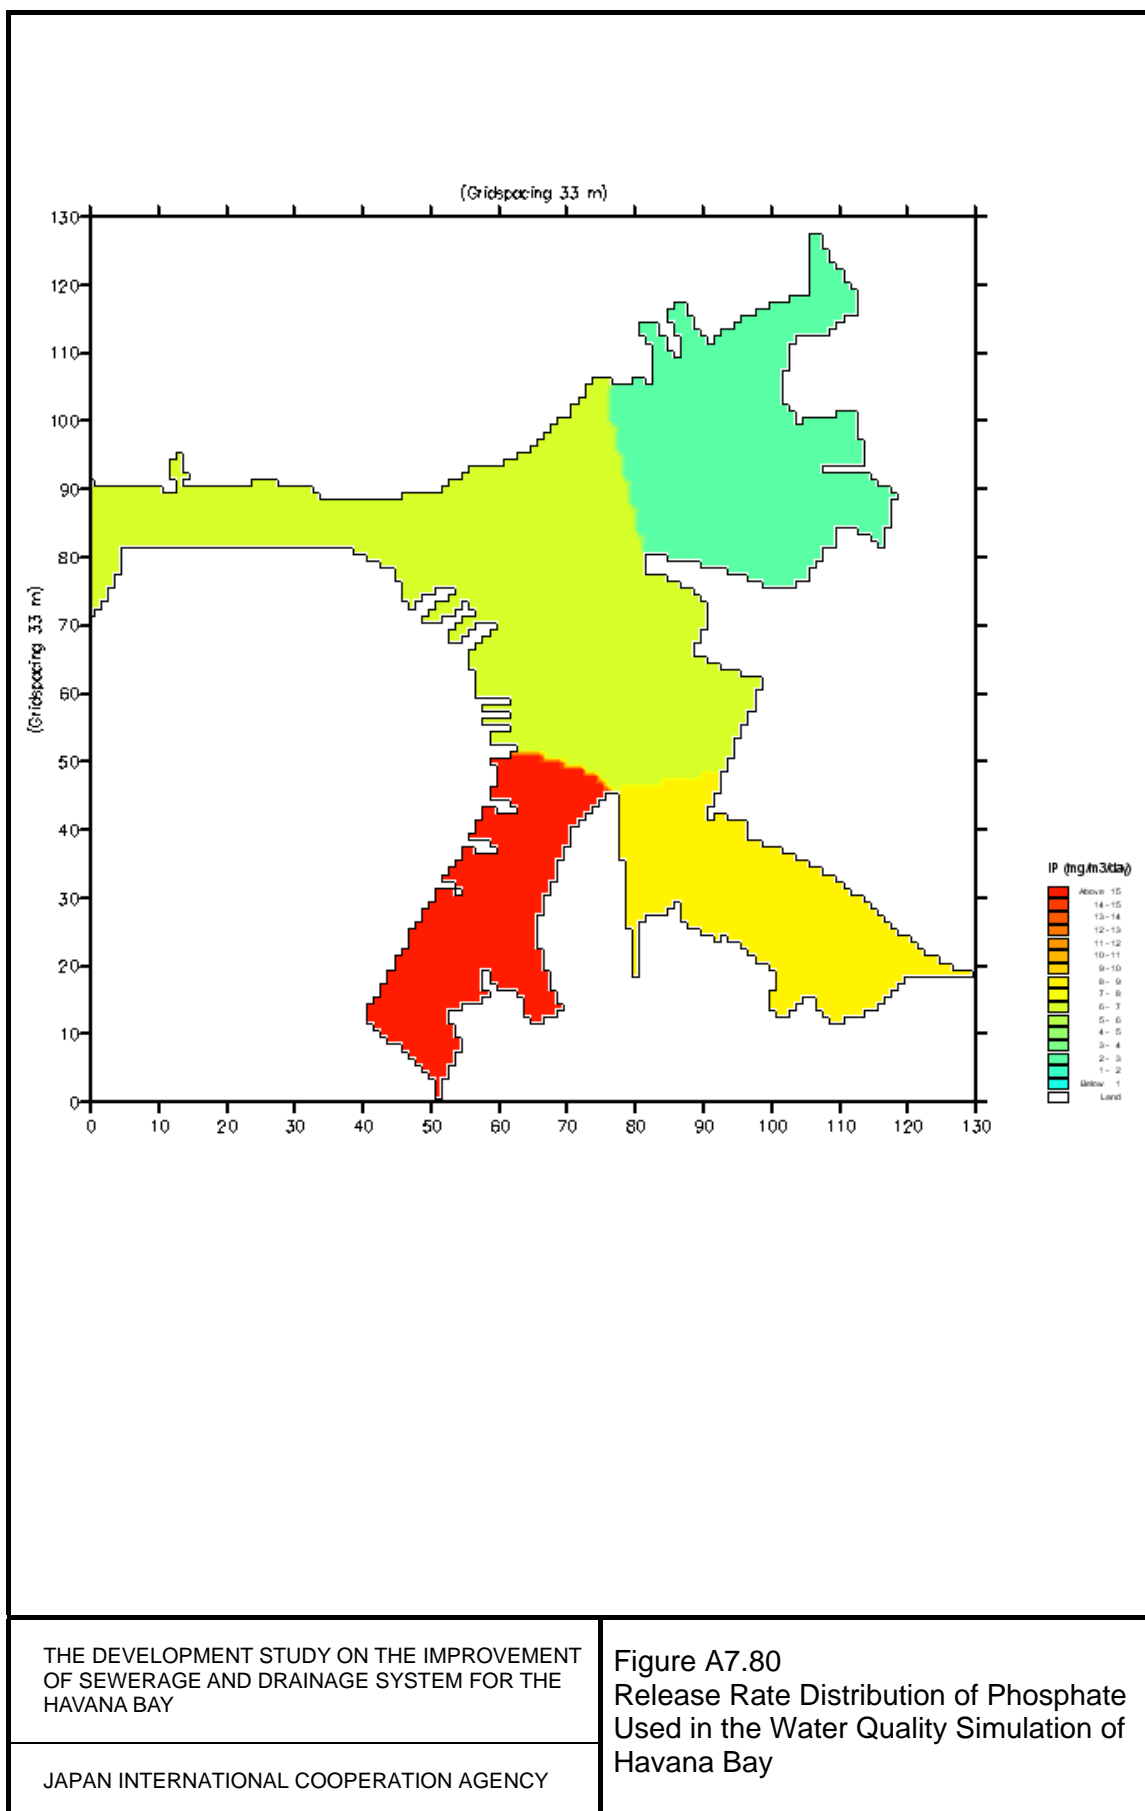 (Gridspacing 33 m)
130
120
110
100
90
80
70
60
50
40
30
20
10
0
(Gridspacing 33 m)
0 10 20 30 40 50 60 70 80 90 100 110 120 130
IP (mg/m3/day)
Above 15
14-15
13-14
12-13
11-12
10-11
9-10
8- 9
7- 8
6- 7
5- 6
4- 5
3- 4
2- 3
1- 2
Below 1
Land
THE DEVELOPMENT STUDY ON THE IMPROVEMENT
OF SEWERAGE AND DRAINAGE SYSTEM FOR THE
HAVANA BAY
JAPAN INTERNATIONAL COOPERATION AGENCY
Figure A7.80
Release Rate Distribution of Phosphate
Used in the Water Quality Simulation of
Havana Bay